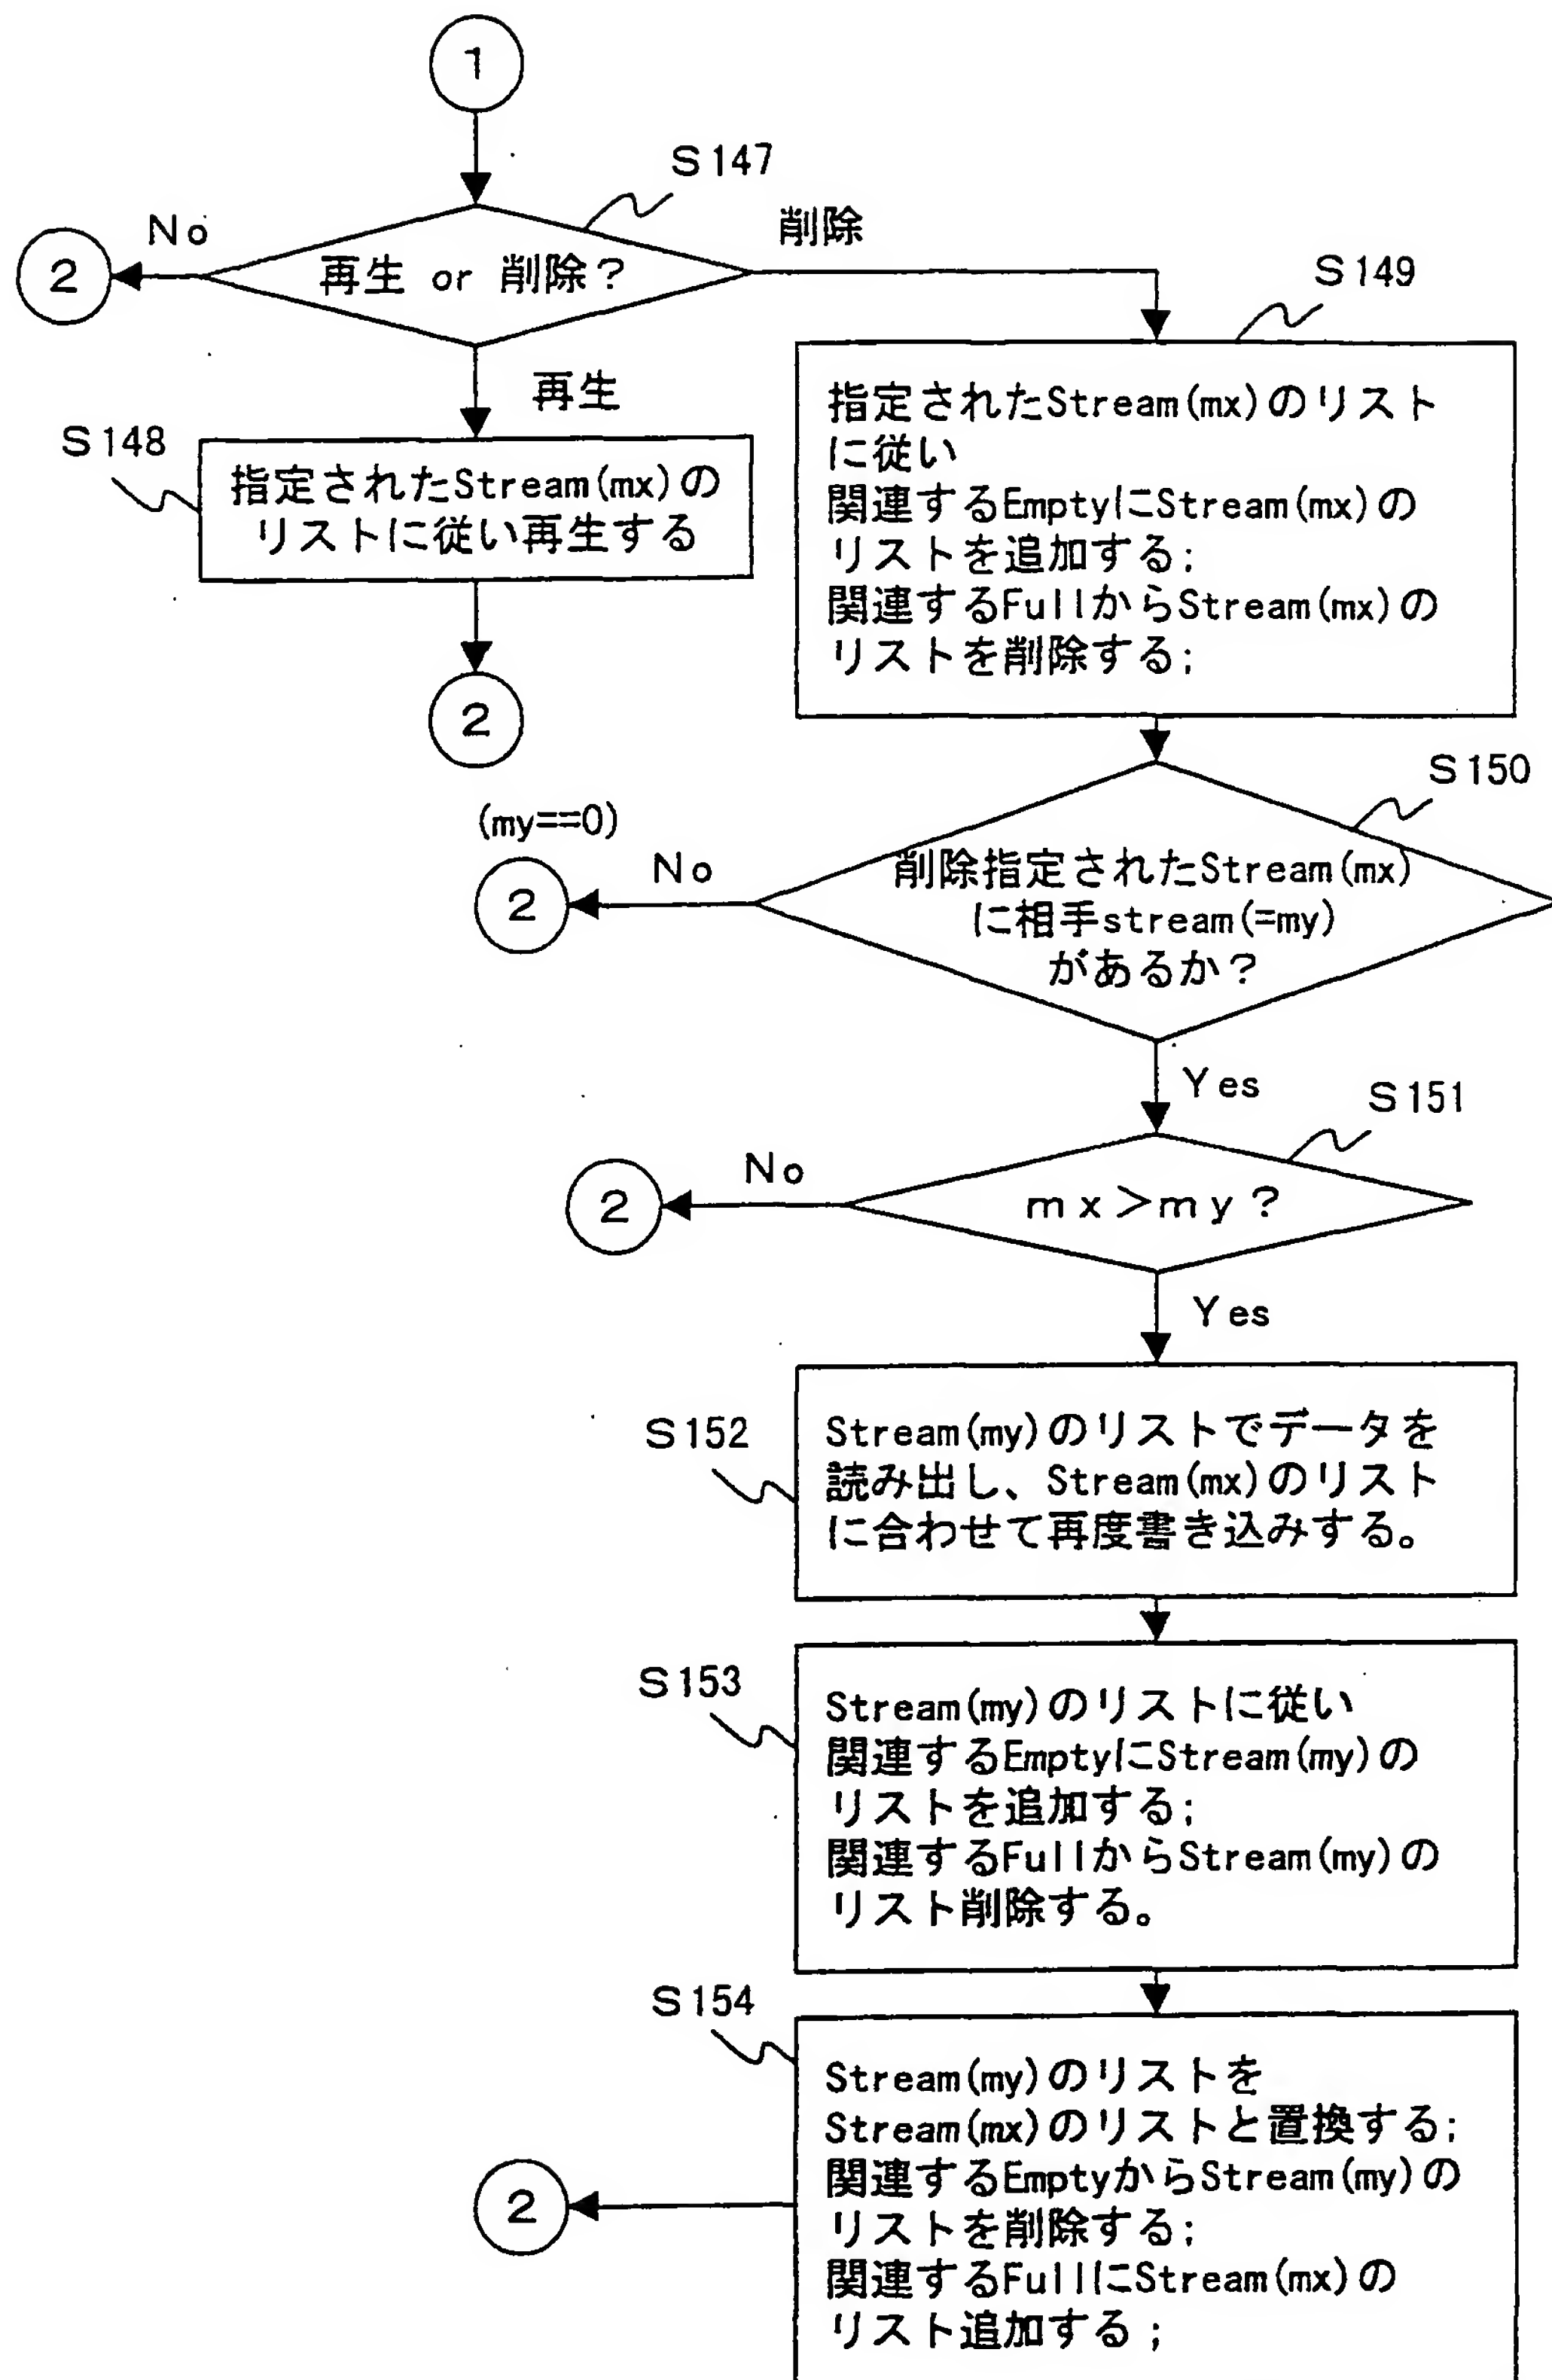 1
S147
No
削除
2
再生 or 削除？
S149
再生
S148
指定されたStream(mx)の
リストに従い再生する
指定されたStream(mx)のリスト
に従い
関連するEmptyにStream(mx)の
リストを追加する;
関連するFullからStream(mx)の
リストを削除する;
2
S150
(my==0)
No
2
削除指定されたStream(mx)
に相手stream(=my)
があるか？
Yes
S151
No
2
mx＞my？
Yes
S152
Stream(my)のリストでデータを
読み出し、Stream(mx)のリスト
に合わせて再度書き込みする。
S153
Stream(my)のリストに従い
関連するEmptyにStream(my)の
リストを追加する;
関連するFullからStream(my)の
リスト削除する。
S154
Stream(my)のリストを
Stream(mx)のリストと置換する;
関連するEmptyからStream(my)の
リストを削除する;
関連するFullにStream(mx)の
リスト追加する;
2